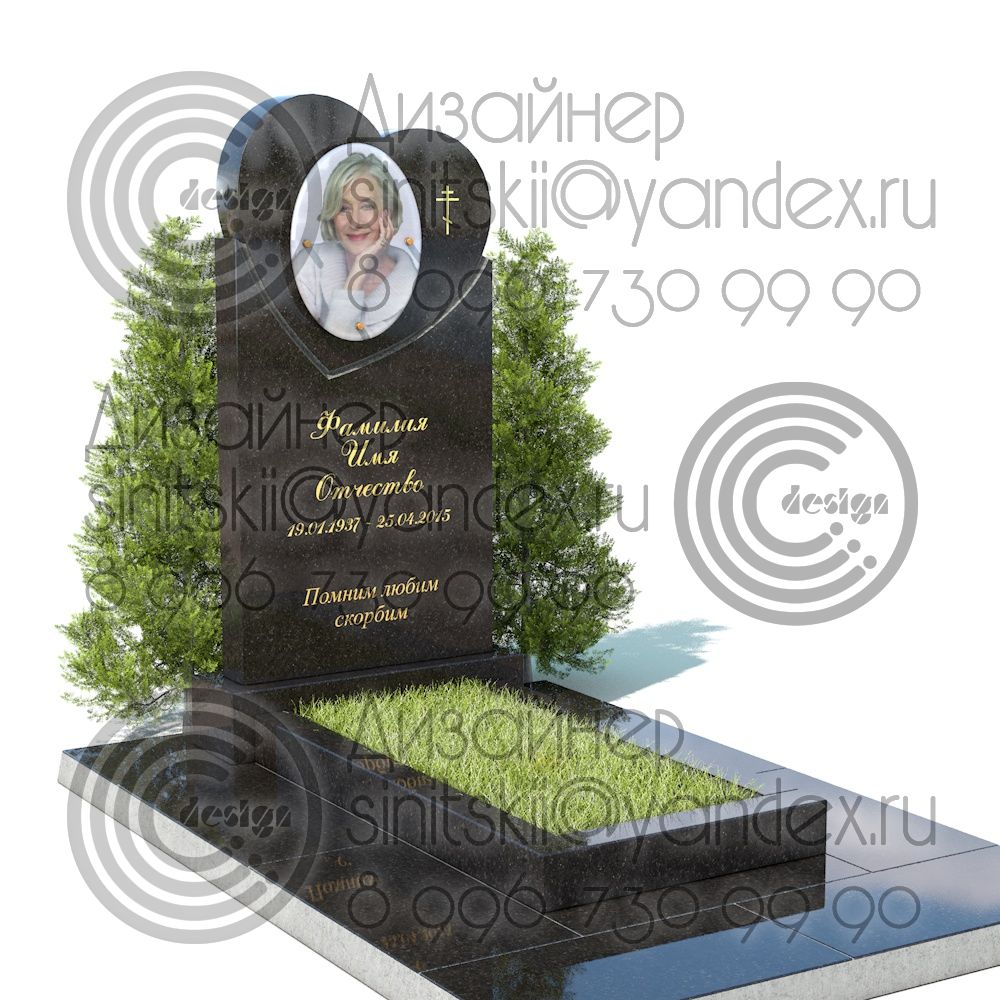 Дизайнер
design
sinitskii@yandex.ru
8 996 730 99 90
Дизайнер
Фамилия
Имя
Отчество
sinitskii@yandex.ru
design
19.01.1937 - 25.04.2015
8 996 730 99 90
Помним любим
скорбим
Дизайнер
design
sinitskii@yandex.ru
8 996 730 99 90